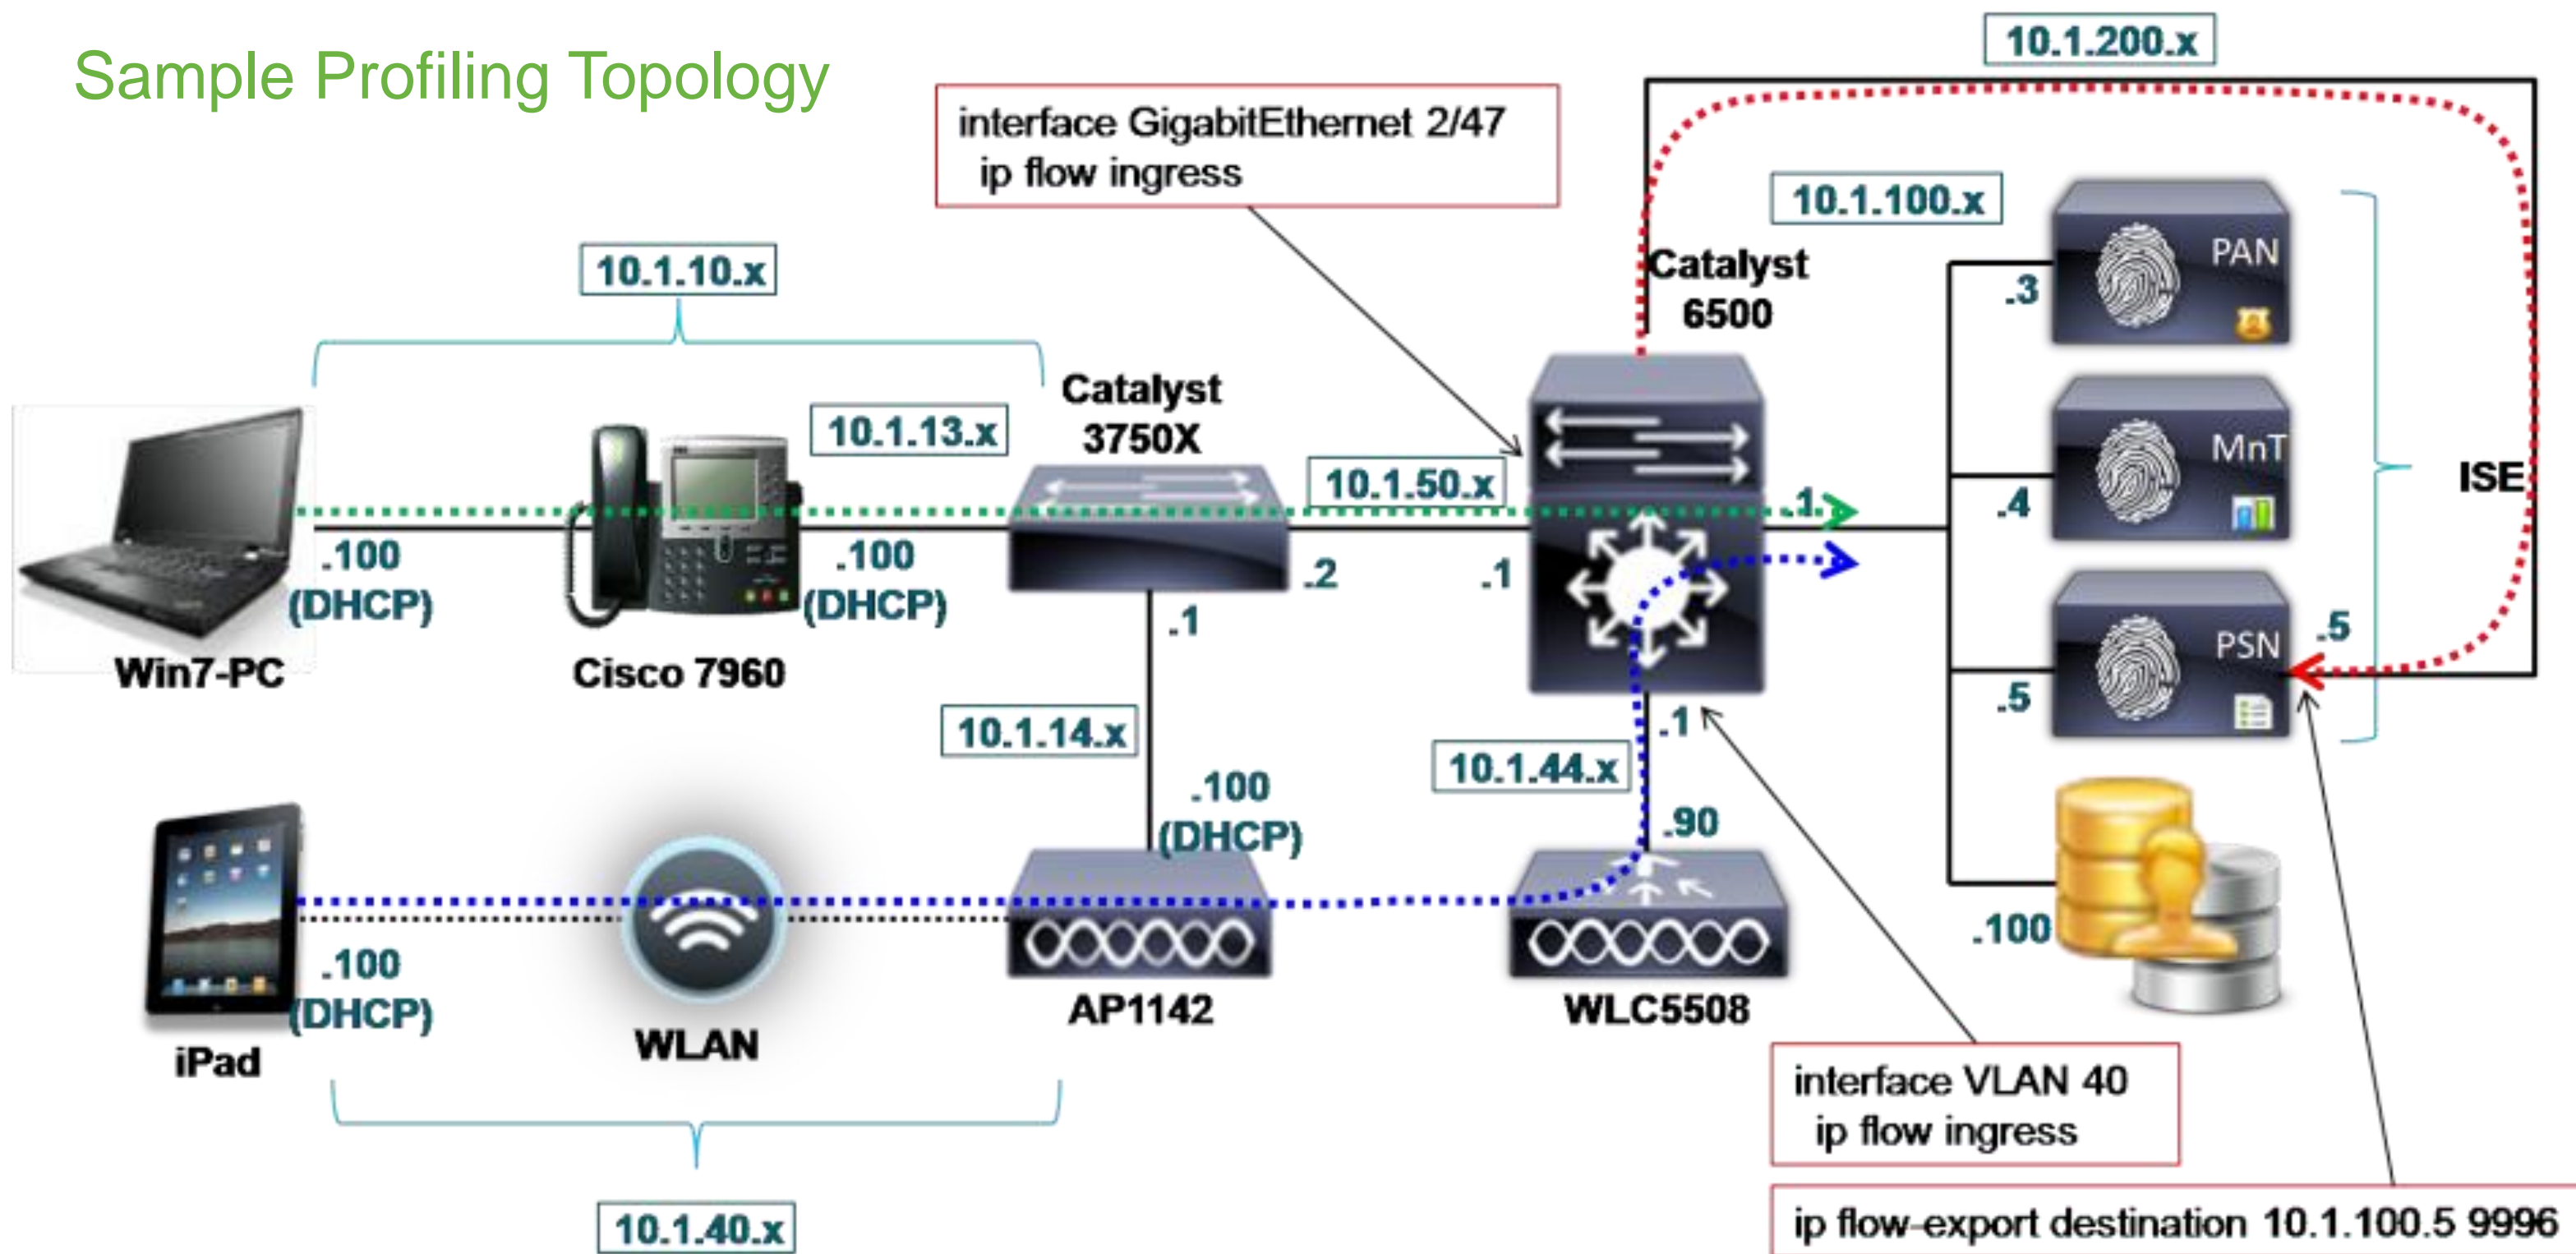 Sample Profiling Topology
10.1.200.x
interface GigabitEthernet 2/47
ip flow ingress
10.1.100.x
PAN
.3
10.1.10.x
Catalyst
6500
Catalyst
3750X
10.1.13.x
10.1.50.x
MnT
.4
ISE
.1
.100
(DHCP)
.100
(DHCP)
.2
.1
.1
Win7-PC
Cisco 7960
PSN
.5
.5
10.1.14.x
.1
10.1.44.x
.100
(DHCP)
.90
.100
.100
(DHCP)
iPad
WLAN
AP1142
WLC5508
interface VLAN 40
ip flow ingress
10.1.40.x
ip flow-export destination 10.1.100.5 9996